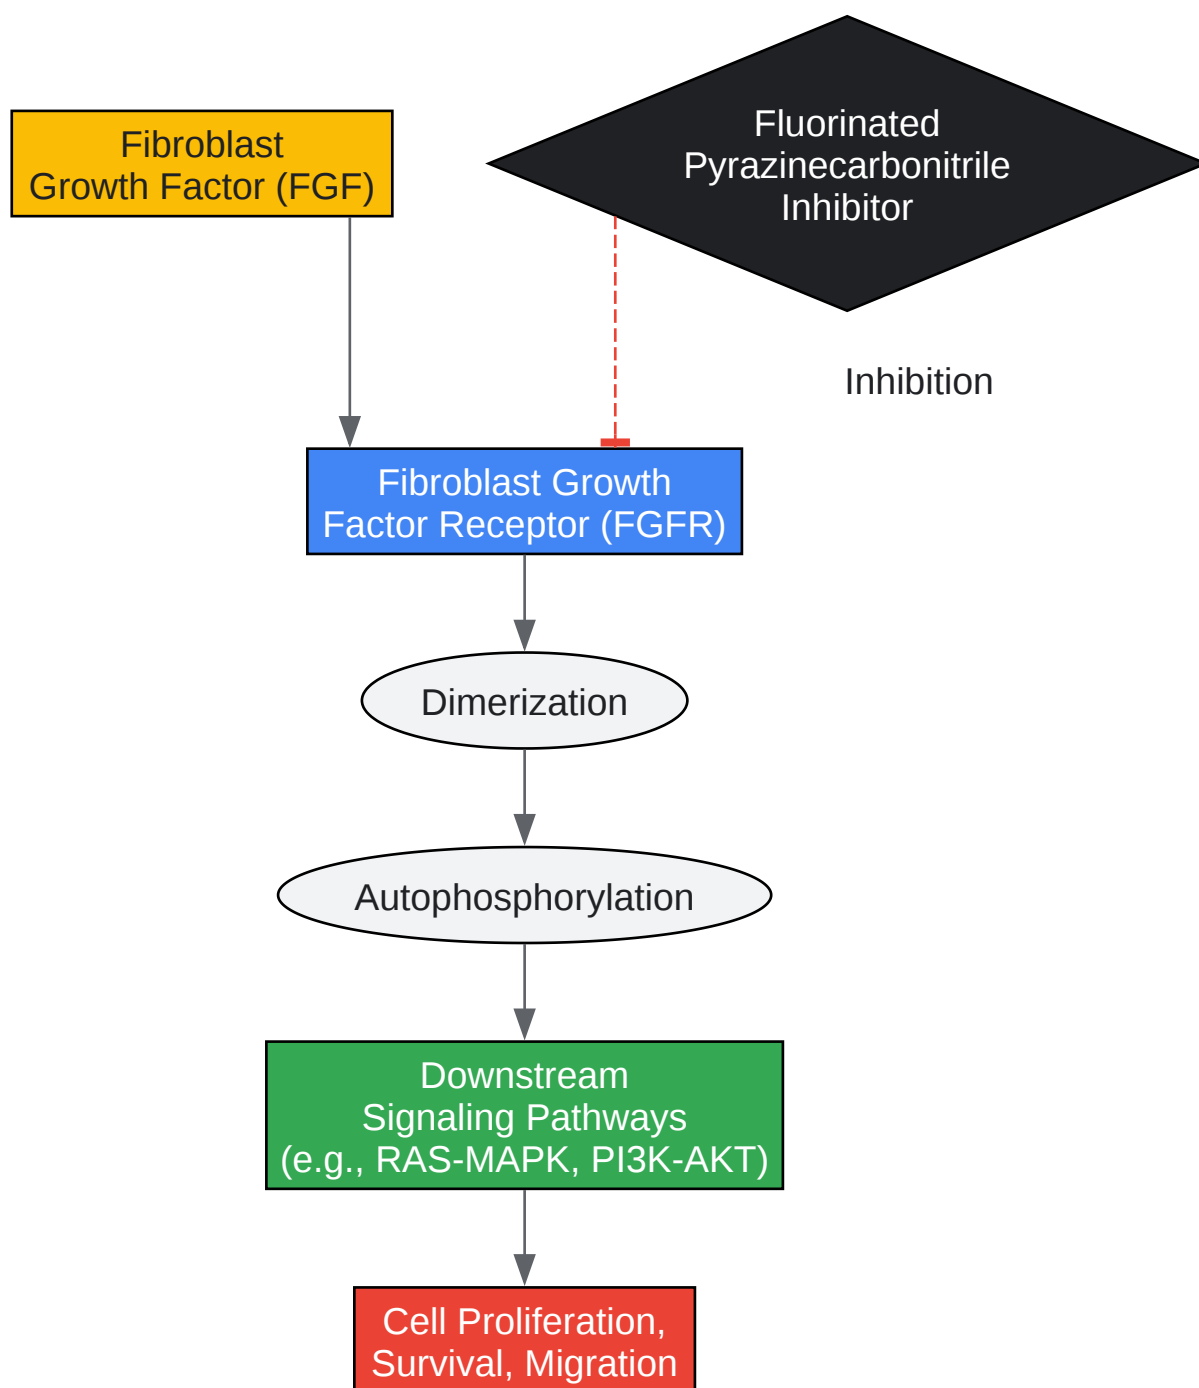 Fibroblast
Growth Factor (FGF)
Fluorinated
Pyrazinecarbonitrile
Inhibitor
Inhibition
Fibroblast Growth
Factor Receptor (FGFR)
Dimerization
Autophosphorylation
Downstream
Signaling Pathways
(e.g., RAS-MAPK, PI3K-AKT)
Cell Proliferation,
Survival, Migration